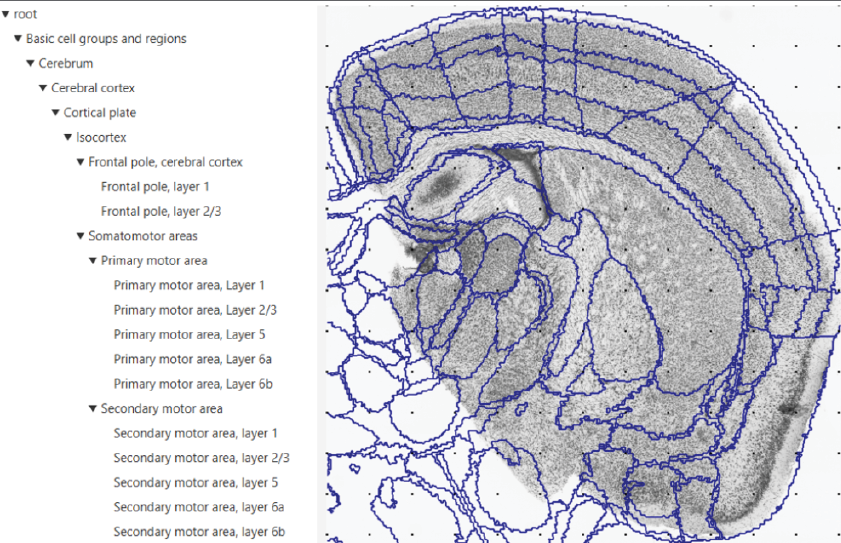 root
Basic cell groups and regions
Cerebrum
Cerebral cortex
Cortical plate
Isocortex
Frontal pole, cerebral cortex
Frontal pole, layer 1
Frontal pole, layer 2/3
Somatomotor areas
Primary motor area
Primary motor area, Layer 1
Primary motor area, Layer 2/3
Primary motor area, Layer 5
Primary motor area, Layer 6a
Primary motor area, Layer 6b
Secondary motor area
Secondary motor area, layer 1
Secondary motor area, layer 2/3
Secondary motor area, layer 5
Secondary motor area, layer 6a
Secondary motor area, layer 6b